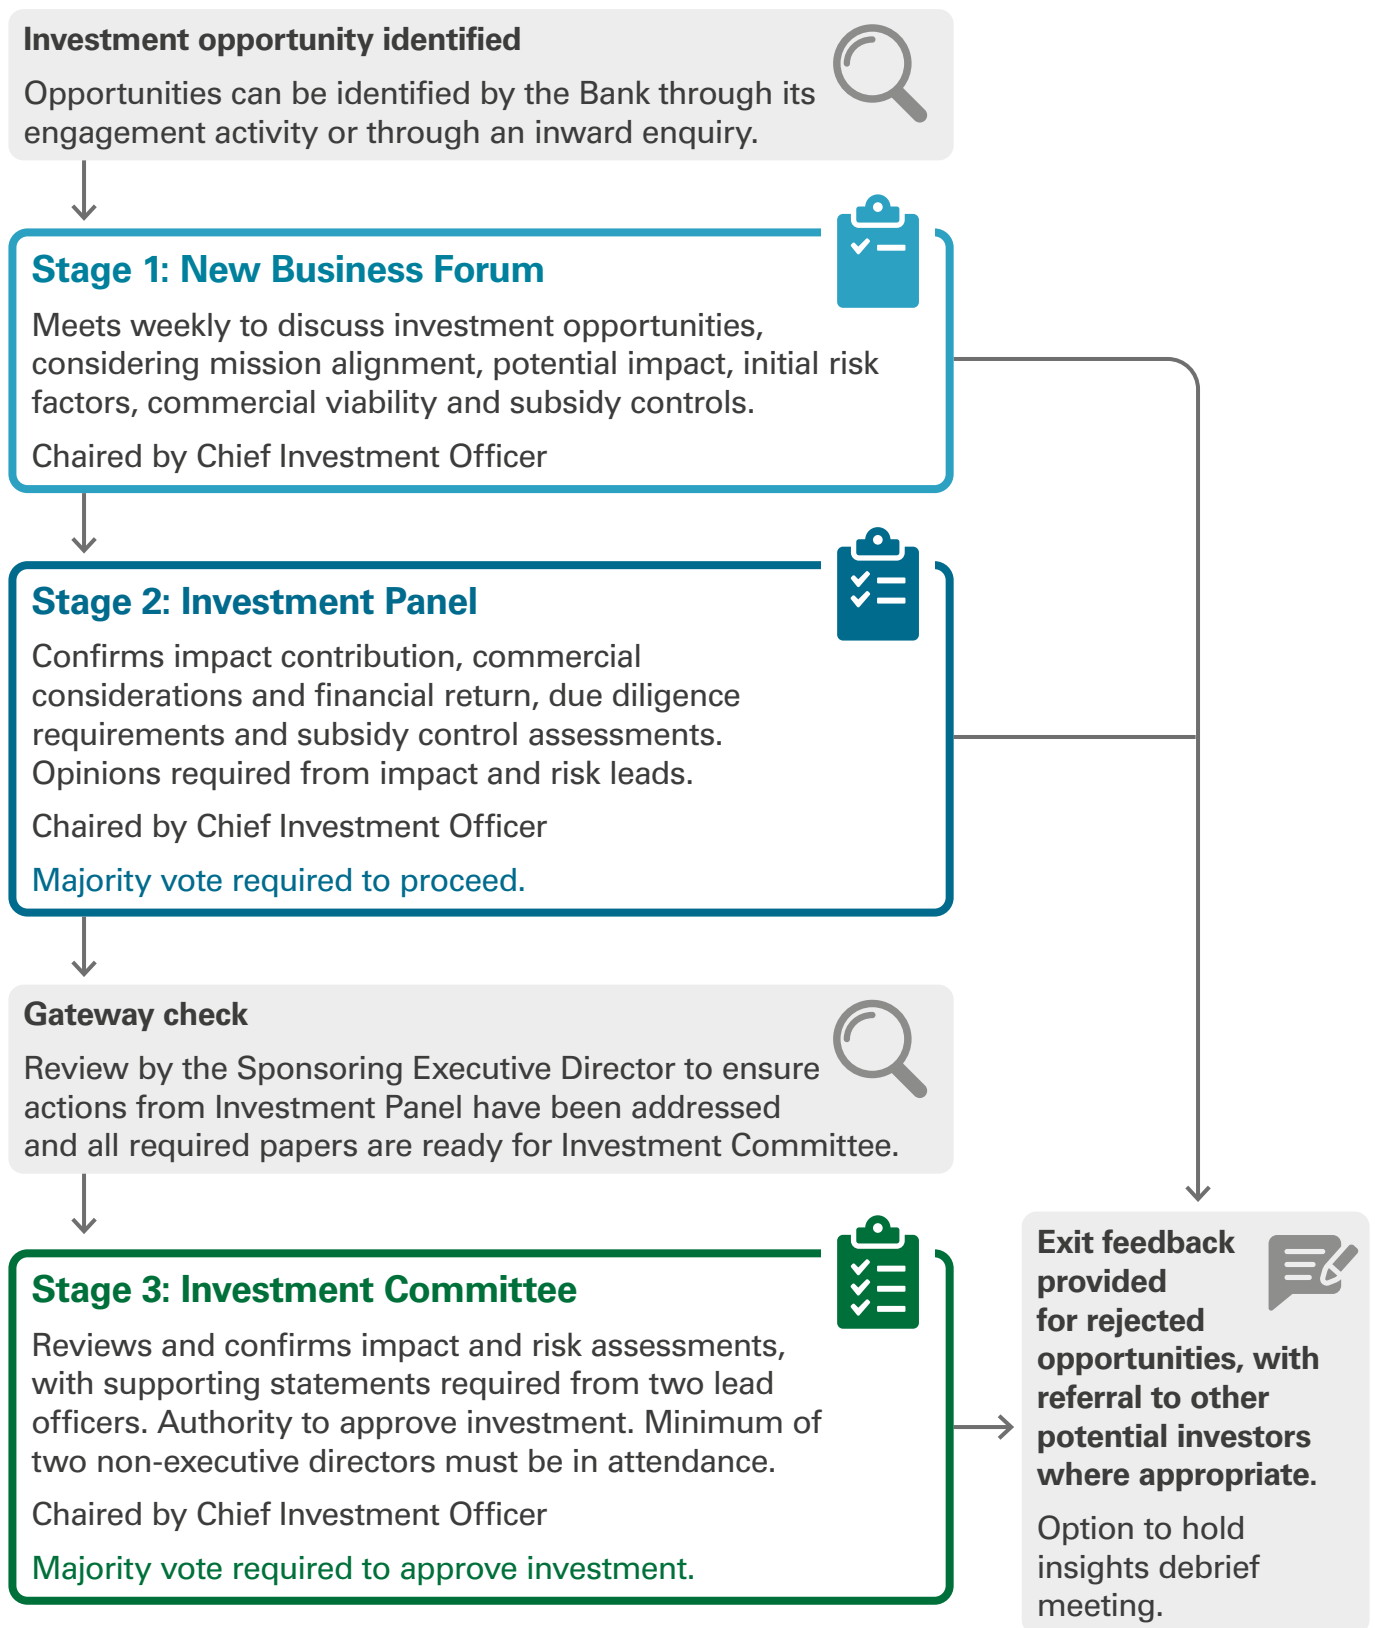 Investment opportunity identified
Opportunities can be identified by the Bank through its
engagement activity or through an inward enquiry.
Stage 1: New Business Forum
Meets weekly to discuss investment opportunities,
considering mission alignment, potential impact, initial risk
factors, commercial viability and subsidy controls.
Chaired by Chief Investment Officer
Stage 2: Investment Panel
Confirms impact contribution, commercial
considerations and financial return, due diligence
requirements and subsidy control assessments.
Opinions required from impact and risk leads.
Chaired by Chief Investment Officer
Majority vote required to proceed.
Gateway check
Review by the Sponsoring Executive Director to ensure
actions from Investment Panel have been addressed
and all required papers are ready for Investment Committee.
Stage 3: Investment Committee
Reviews and confirms impact and risk assessments,
with supporting statements required from two lead
officers. Authority to approve investment. Minimum of
two non-executive directors must be in attendance.
Chaired by Chief Investment Officer
Majority vote required to approve investment.
Exit feedback
provided
for rejected
opportunities, with
referral to other
potential investors
where appropriate.
Option to hold
insights debrief
meeting.